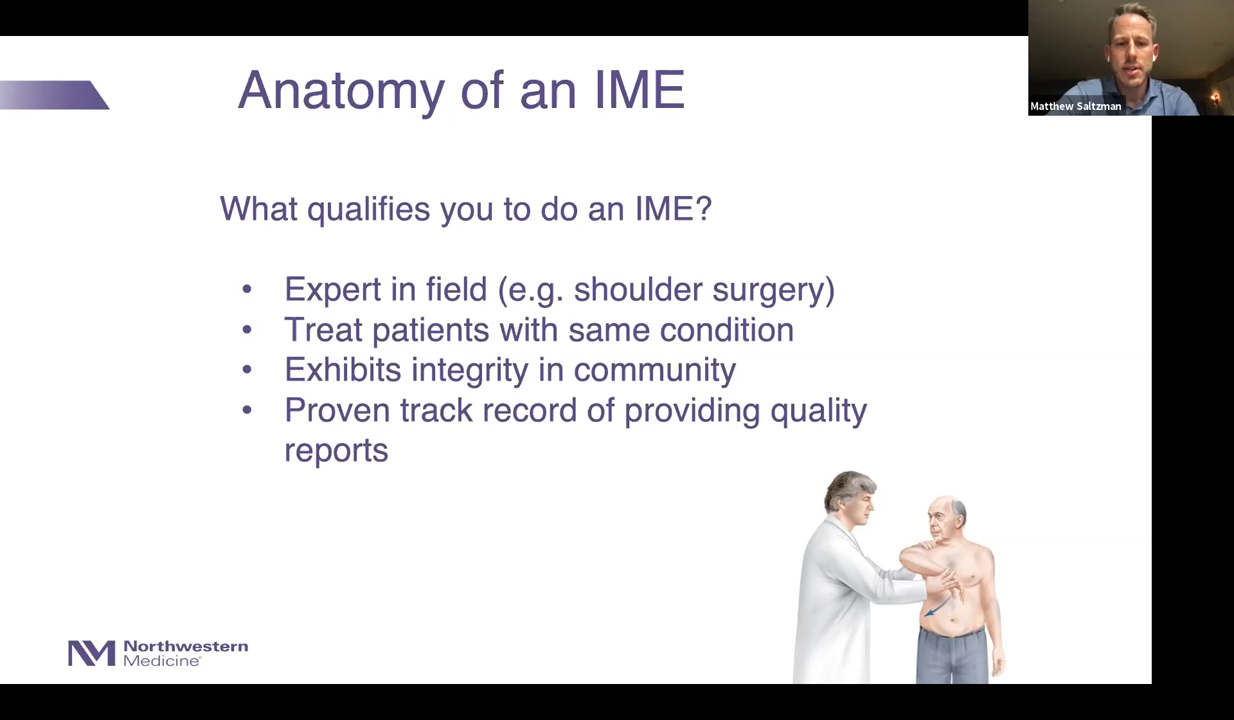 Anatomy of an IME
Matthew Saltzman
What qualifies you to do an IME?
• Expert in field (e.g. shoulder surgery)
• Treat patients with same condition
• Exhibits integrity in community
• Proven track record of providing quality
reports
Northwestern
Medicine®